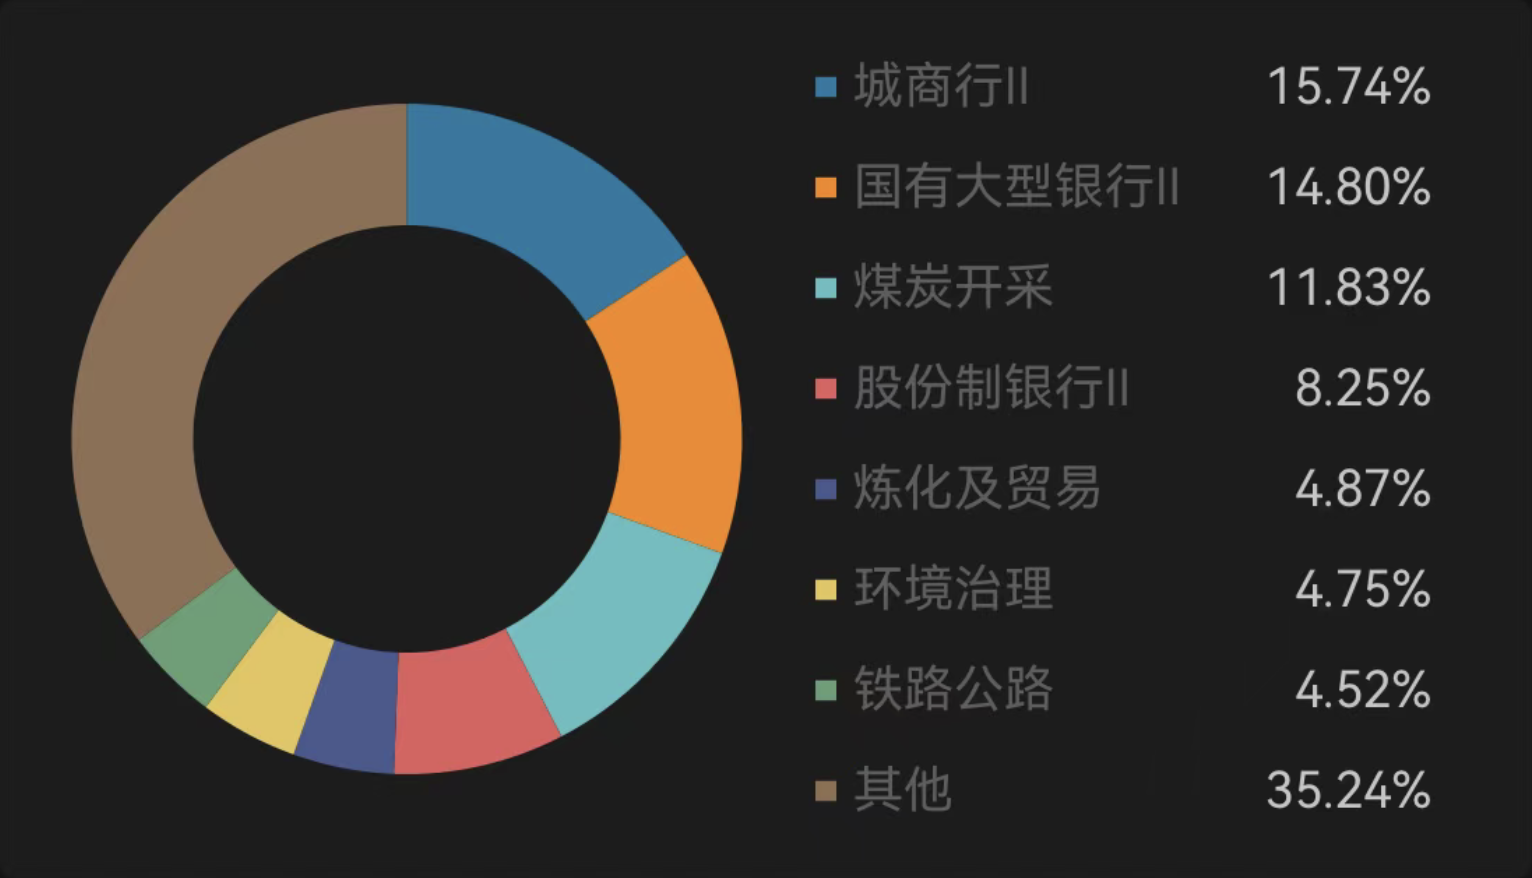 城商行II 15.74%
国有大型银行II 14.80%
煤炭开采 11.83%
股份制银行II 8.25%
炼化及贸易 4.87%
环境治理 4.75%
铁路公路 4.52%
其他 35.24%